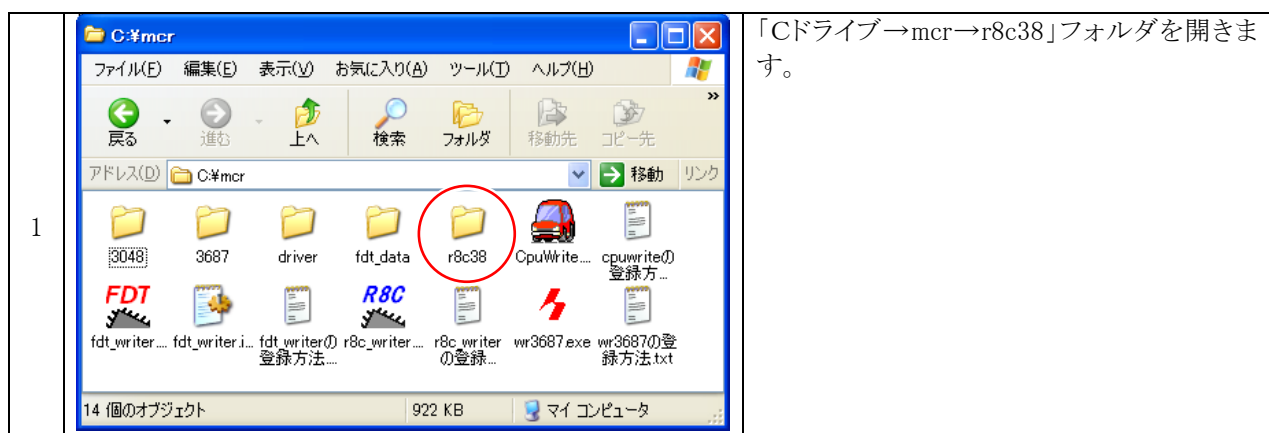 1
C:¥mcr
ファイル(F) 編集(E) 表示(V) お気に入り(A) ツール(T) ヘルプ(H)
戻る 進む 上へ 検索 フォルダ 移動先 コピー先 »
アドレス(D) C:¥mcr 移動 リンク
3048 3687 driver fdt_data r8c38 CpuWrite.... cpuwriteの
登録方...
FDT R8C
fdt_writer.... fdt_writer.i... fdt_writerの r8c_writer.... r8c_writer wr3687.exe wr3687の登
登録方法.... の登録... 録方法.txt
14 個のオブジェクト 922 KB マイ コンピュータ
「Cドライブ→mcr→r8c38」フォルダを開きま
す。